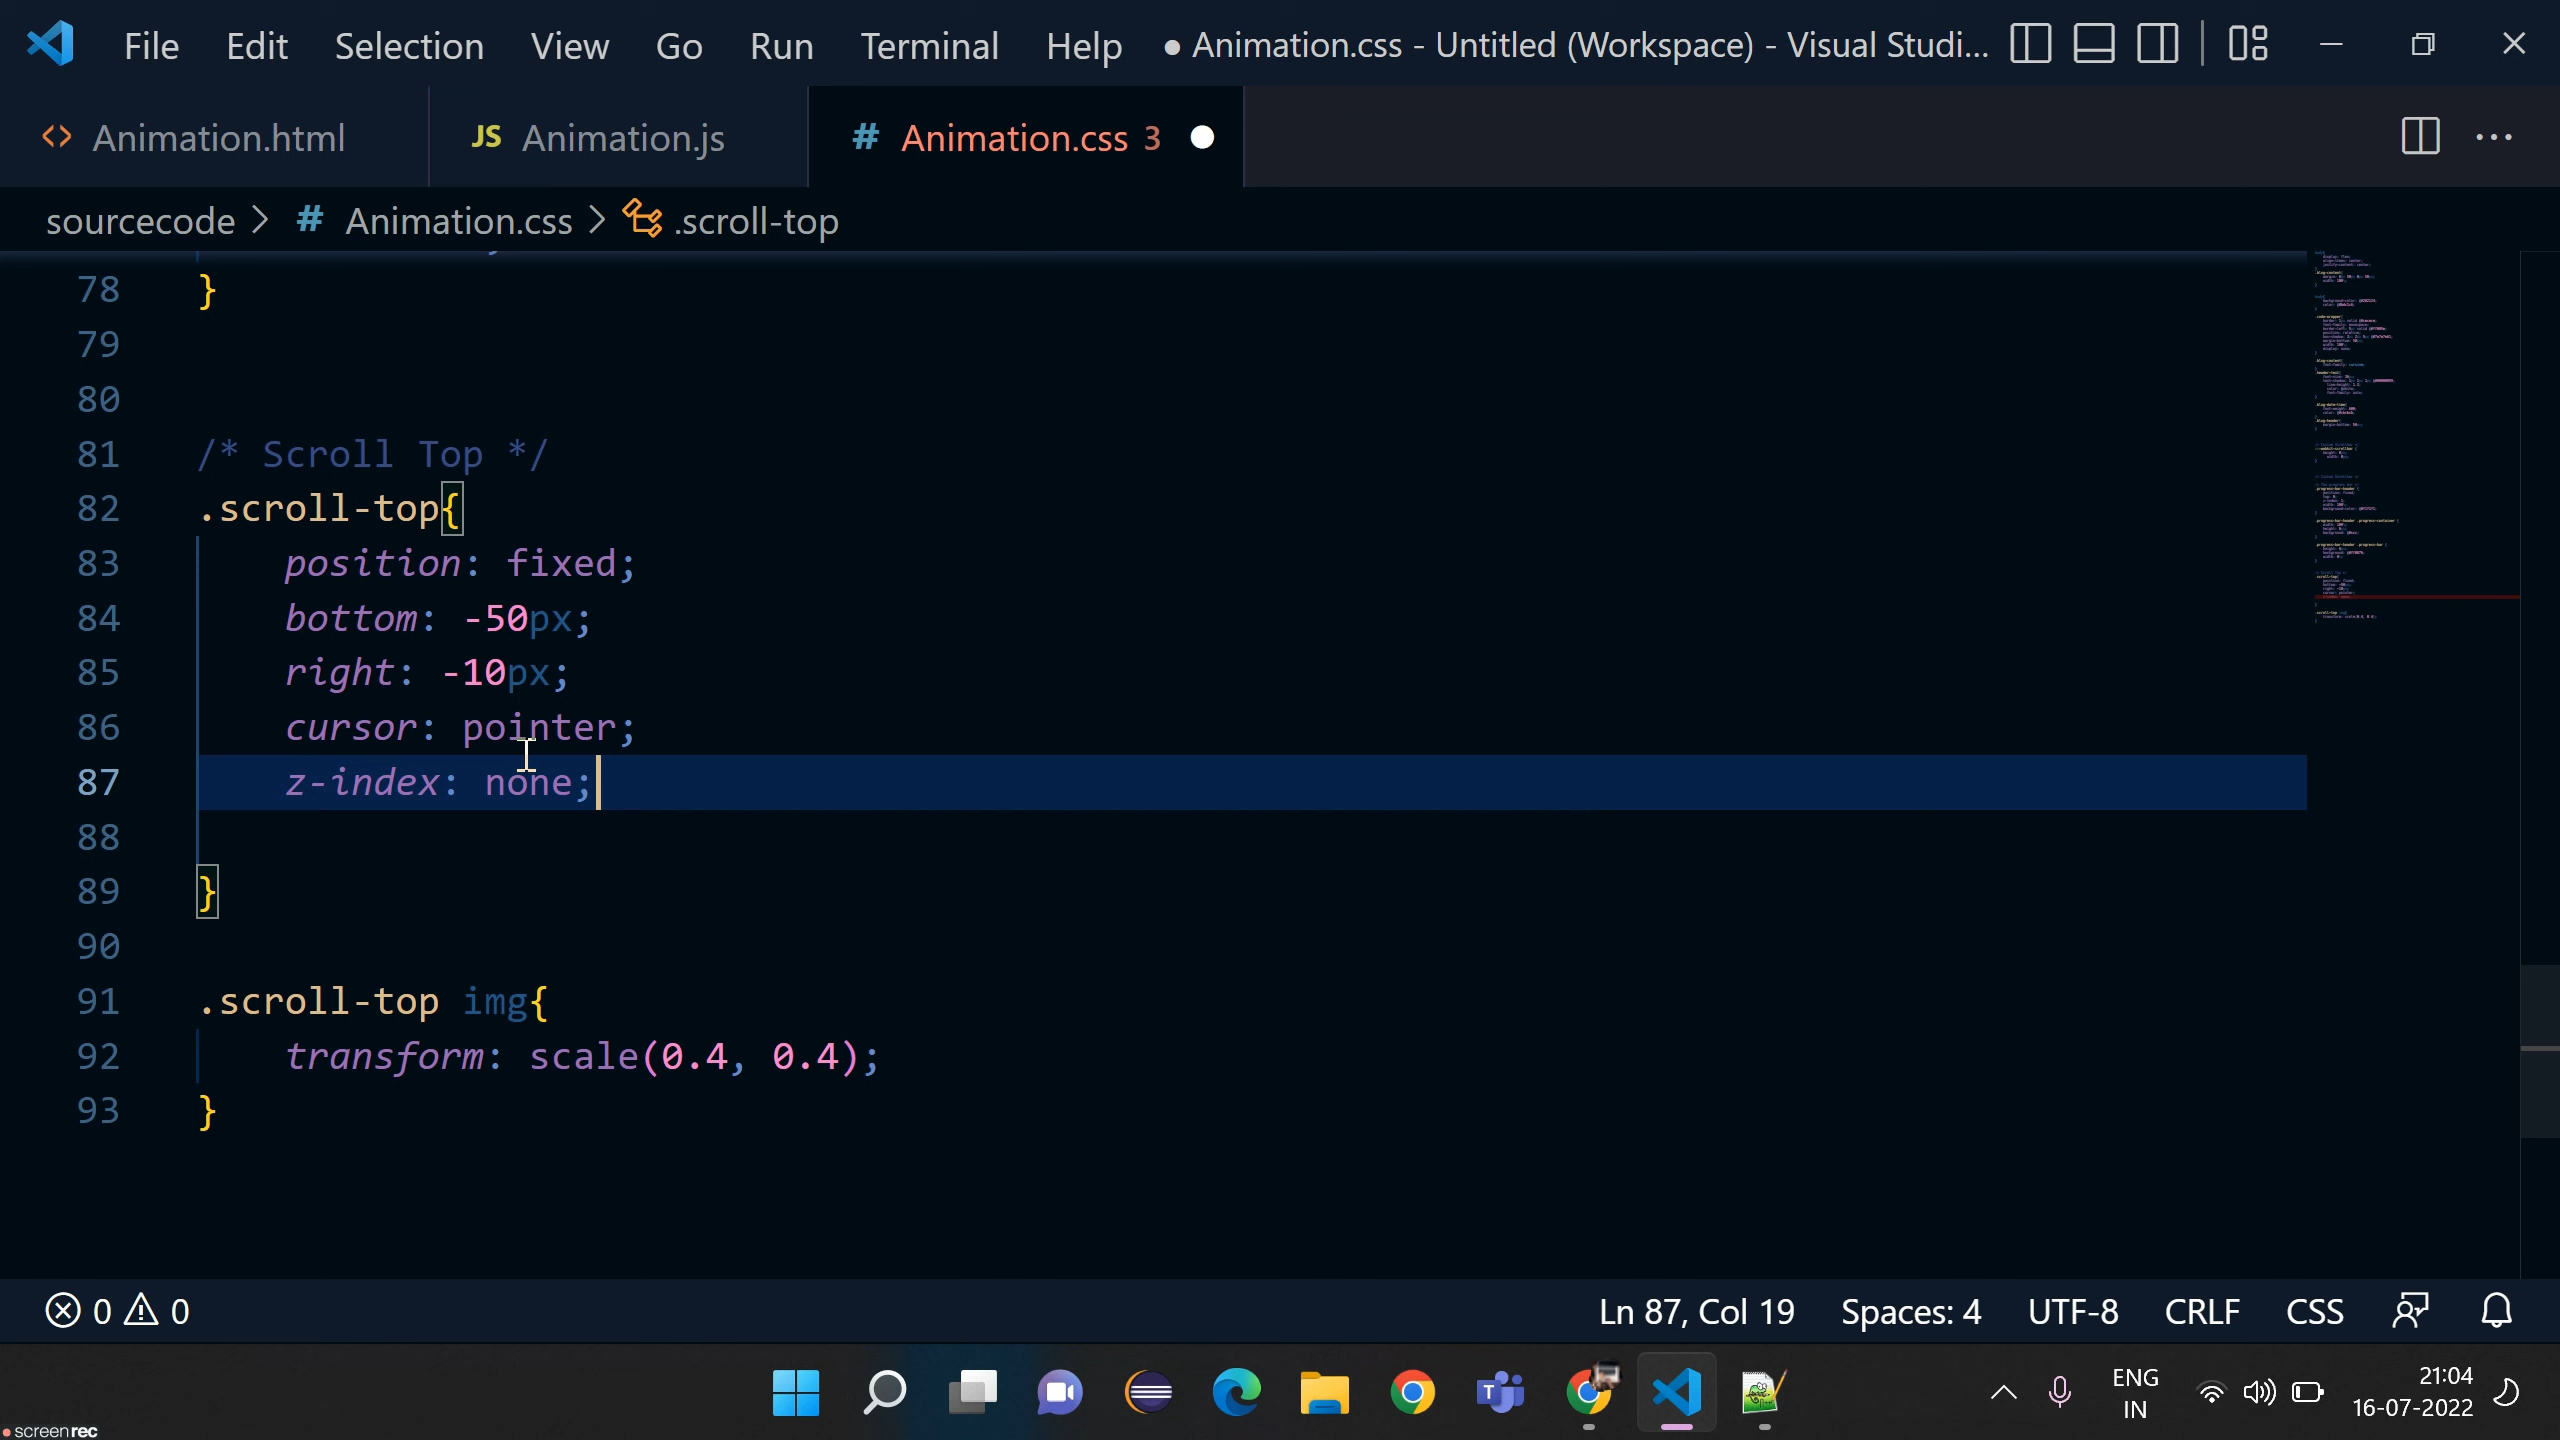 File Edit Selection View Go Run Terminal Help ● Animation.css - Untitled (Workspace) - Visual Studi...
<> Animation.html JS Animation.js # Animation.css 3
sourcecode > # Animation.css > .scroll-top
78 }
79
80
81 /* Scroll Top */
82 .scroll-top{
83 position: fixed;
84 bottom: -50px;
85 right: -10px;
86 cursor: pointer;
87 z-index: none;
88
89 }
90
91 .scroll-top img{
92 transform: scale(0.4, 0.4);
93 }
0 0 Ln 87, Col 19 Spaces: 4 UTF-8 CRLF CSS
ENG 21:04
IN 16-07-2022
screenrec